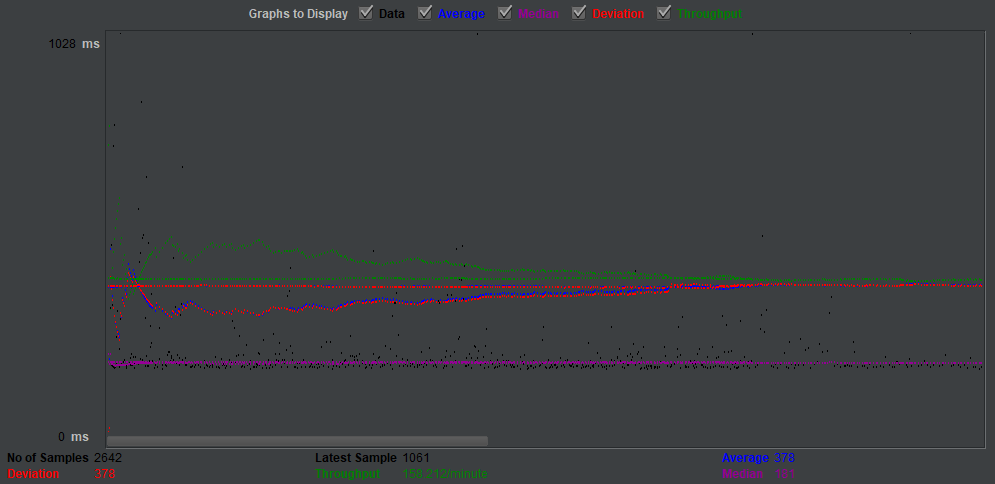 Graphs to Display Data Average Median Deviation Throughput
1028 ms
0 ms
No of Samples 2642 Latest Sample 1061 Average 378
Deviation 378 Throughput 158.212/minute Median